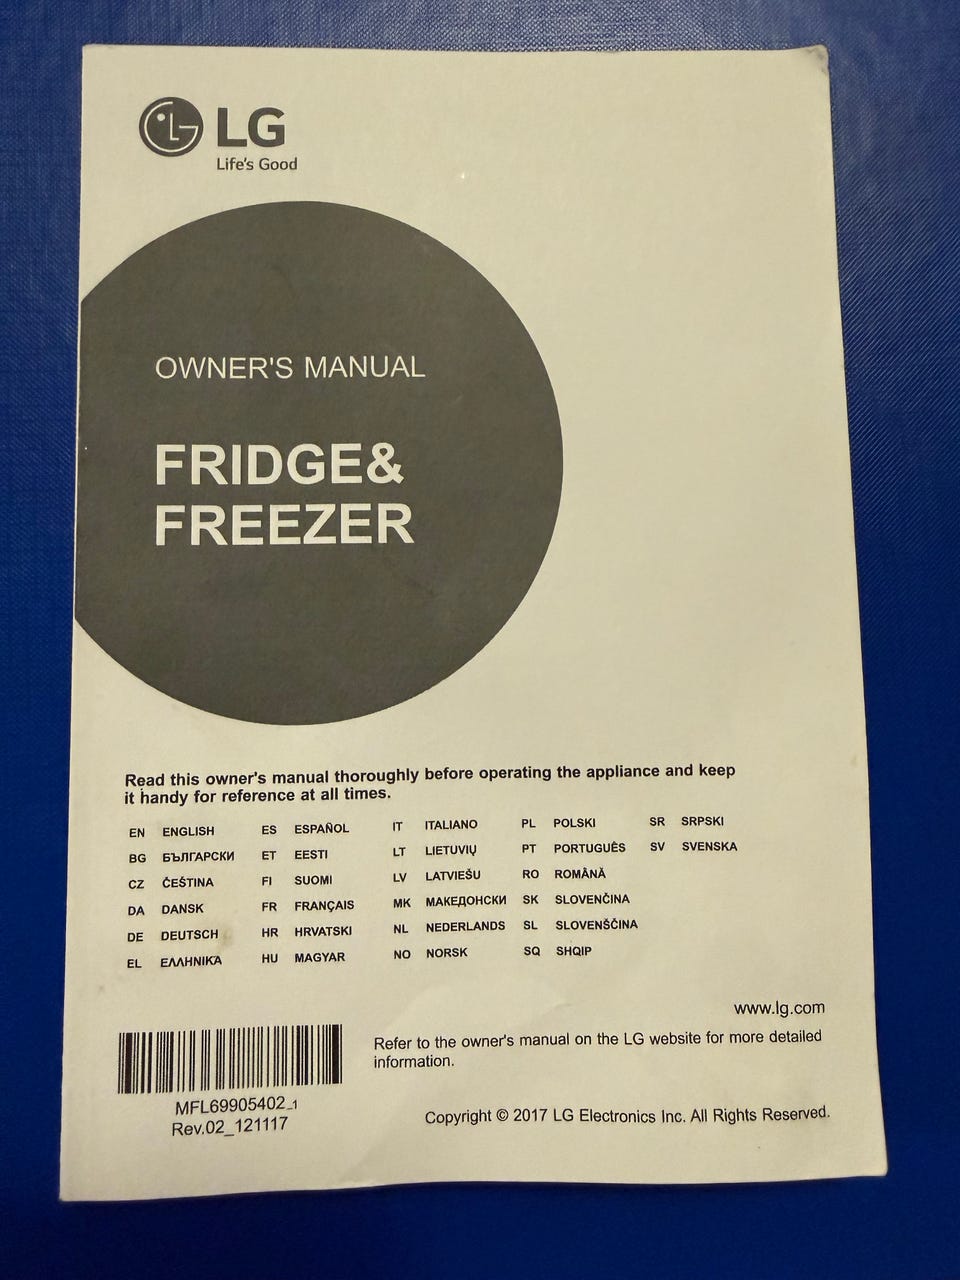 LG
Life's Good
OWNER'S MANUAL
FRIDGE&
FREEZER
Read this owner's manual thoroughly before operating the appliance and keep
it handy for reference at all times.
EN ENGLISH ES ESPAÑOL IT ITALIANO PL POLSKI SR SRPSKI
BG БЪЛГАРСКИ ET EESTI LT LIETUVIŲ PT PORTUGUÊS SV SVENSKA
CZ ČEŠTINA FI SUOMI LV LATVIEŠU RO ROMÂNĂ
DA DANSK FR FRANÇAIS MK МАКЕДОНСКИ SK SLOVENČINA
DE DEUTSCH HR HRVATSKI NL NEDERLANDS SL SLOVENŠČINA
EL ΕΛΛΗΝΙΚΆ HU MAGYAR NO NORSK SQ SHQIP
www.lg.com
Refer to the owner's manual on the LG website for more detailed
information.
MFL69905402_1
Rev.02_121117
Copyright © 2017 LG Electronics Inc. All Rights Reserved.